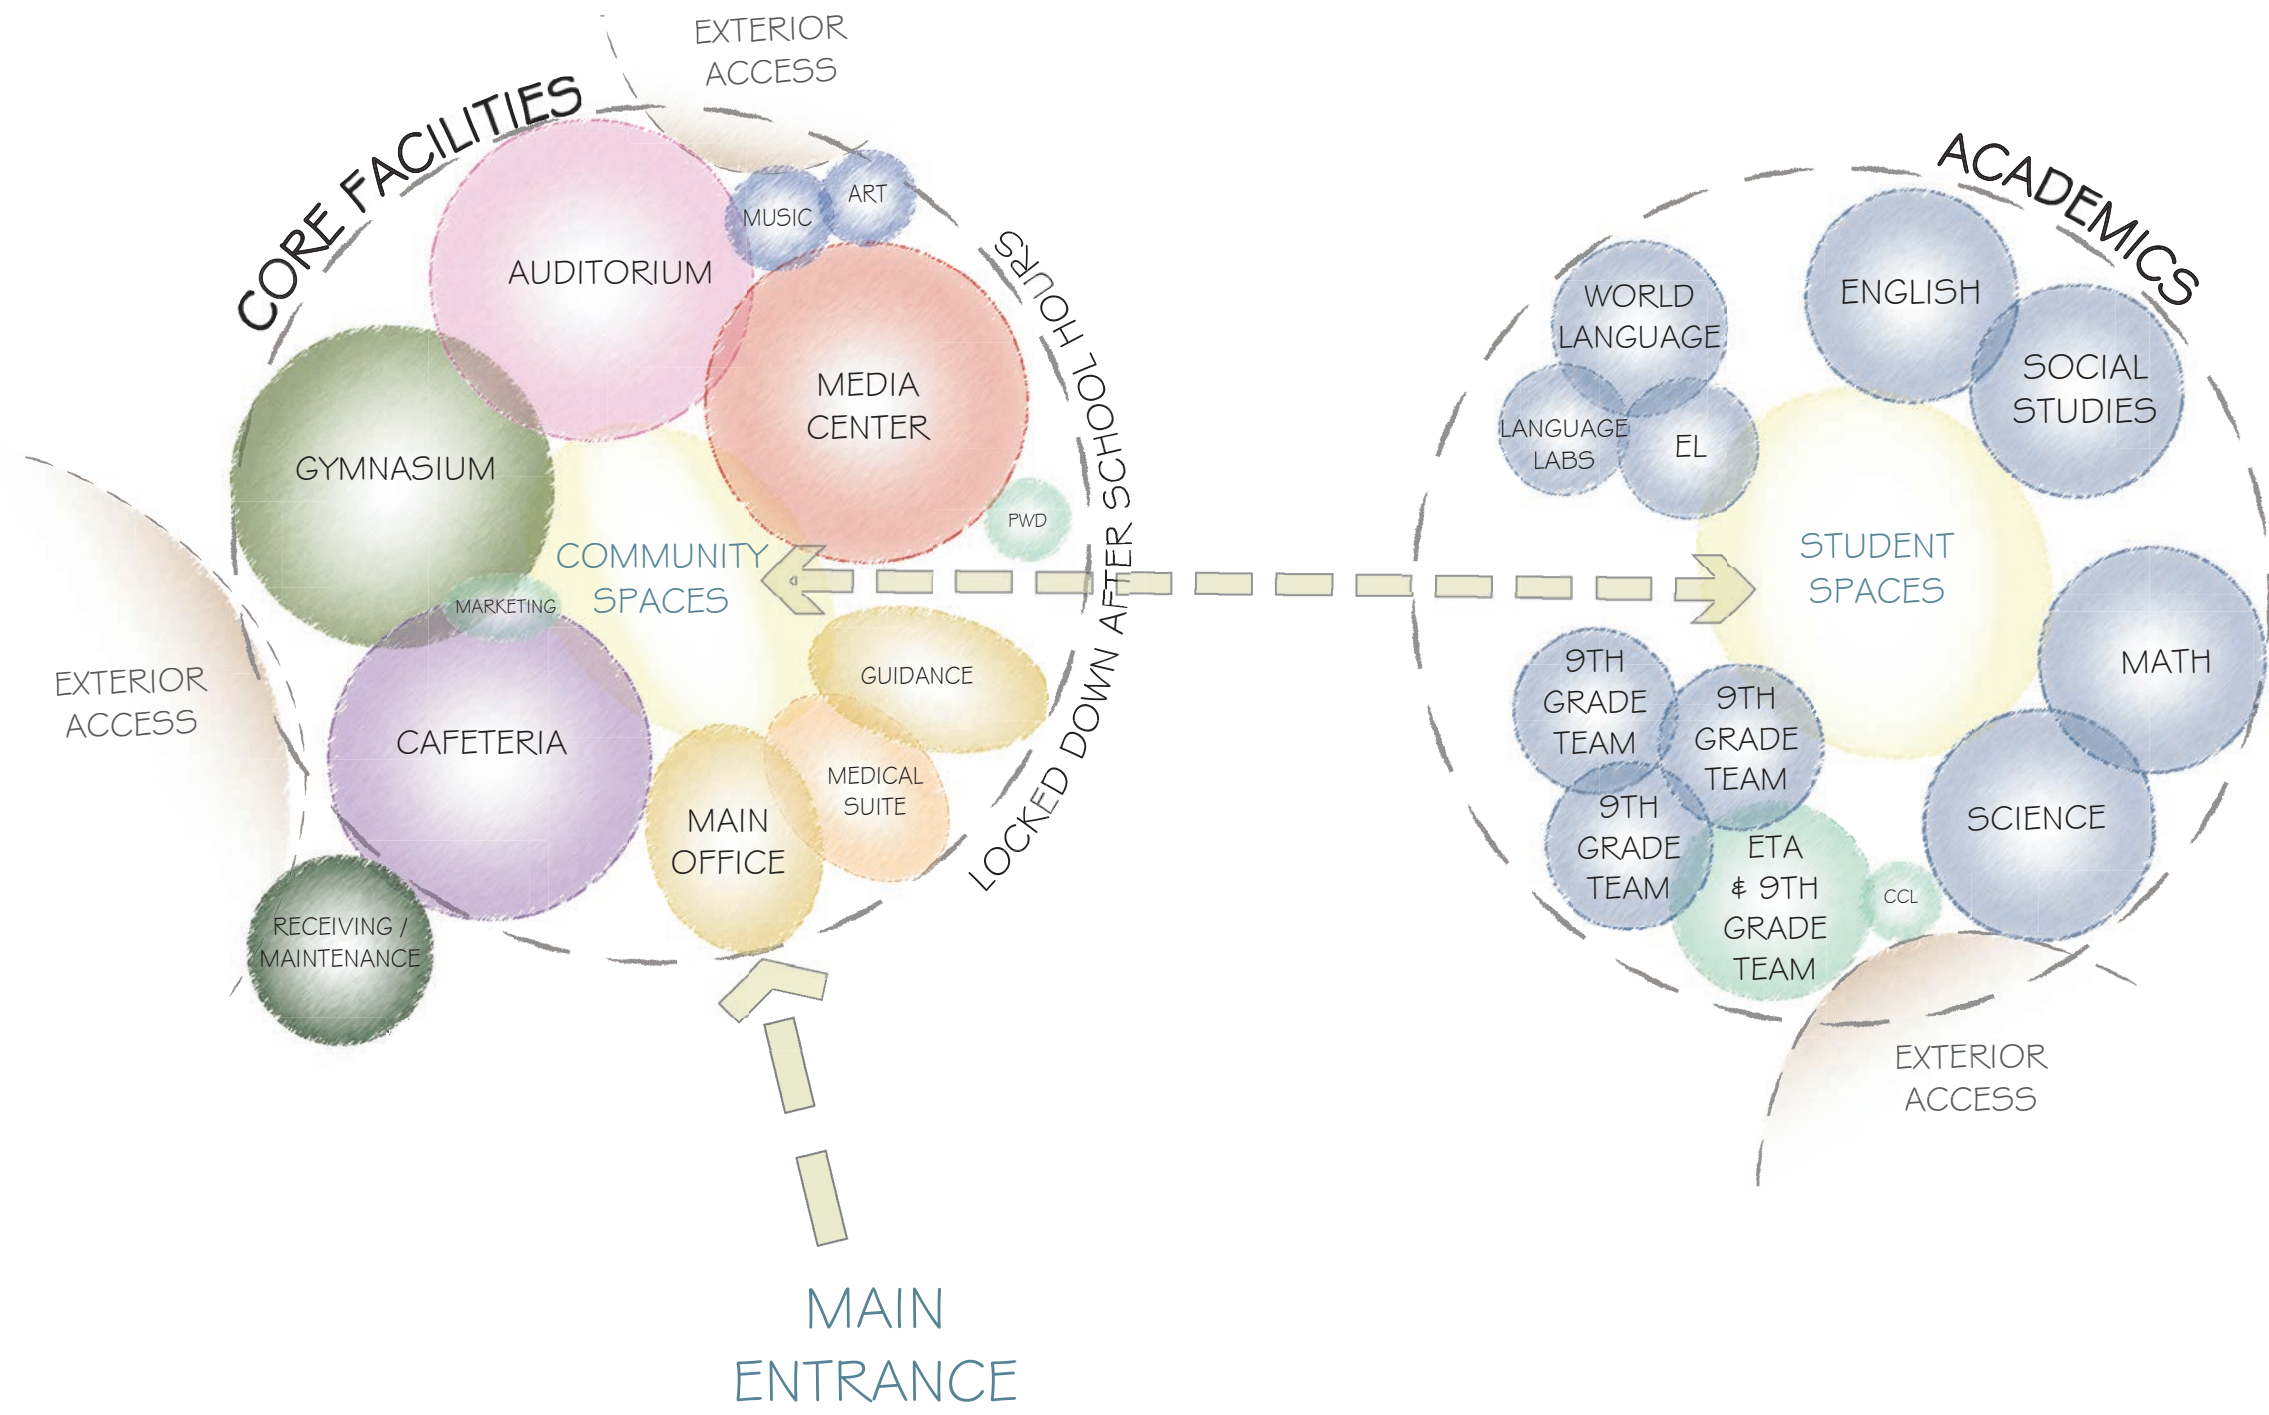 EXTERIOR
ACCESS
CORE FACILITIES
AUDITORIUM
MUSIC
ART
MEDIA
CENTER
GYMNASIUM
PWD
COMMUNITY
SPACES
MARKETING
GUIDANCE
CAFETERIA
MEDICAL
SUITE
MAIN
OFFICE
RECEIVING /
MAINTENANCE
EXTERIOR
ACCESS
LOCKED DOWN AFTER SCHOOL HOURS
MAIN
ENTRANCE
ACADEMICS
WORLD
LANGUAGE
LANGUAGE
LABS
EL
ENGLISH
SOCIAL
STUDIES
STUDENT
SPACES
MATH
SCIENCE
9TH
GRADE
TEAM
9TH
GRADE
TEAM
9TH
GRADE
TEAM
ETA
& 9TH
GRADE
TEAM
CCL
EXTERIOR
ACCESS